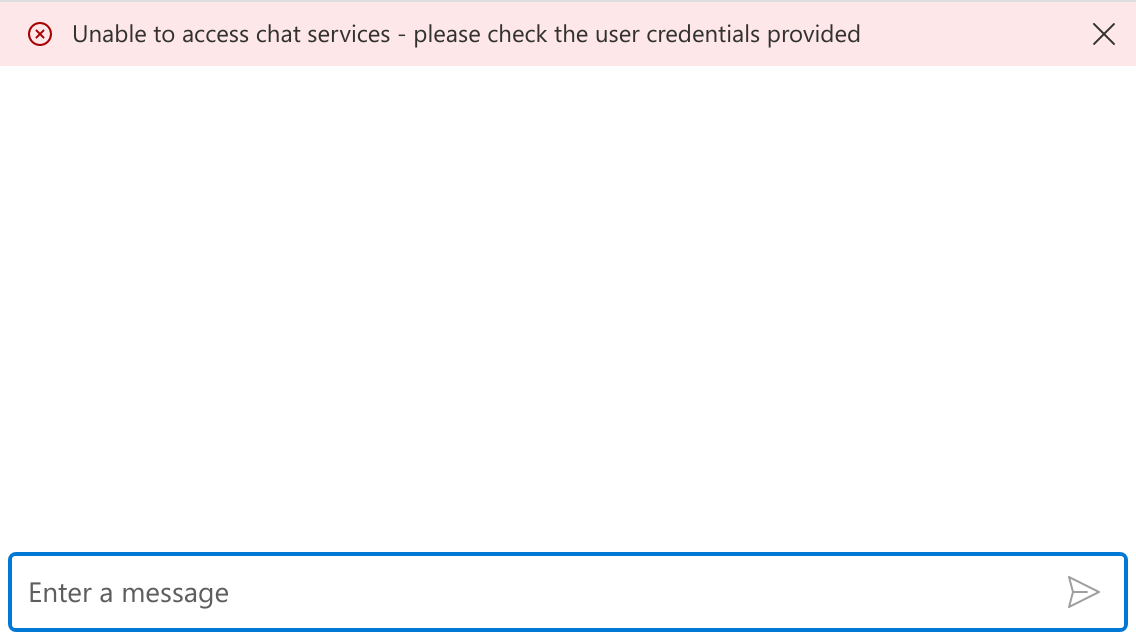 Unable to access chat services - please check the user credentials provided
Enter a message